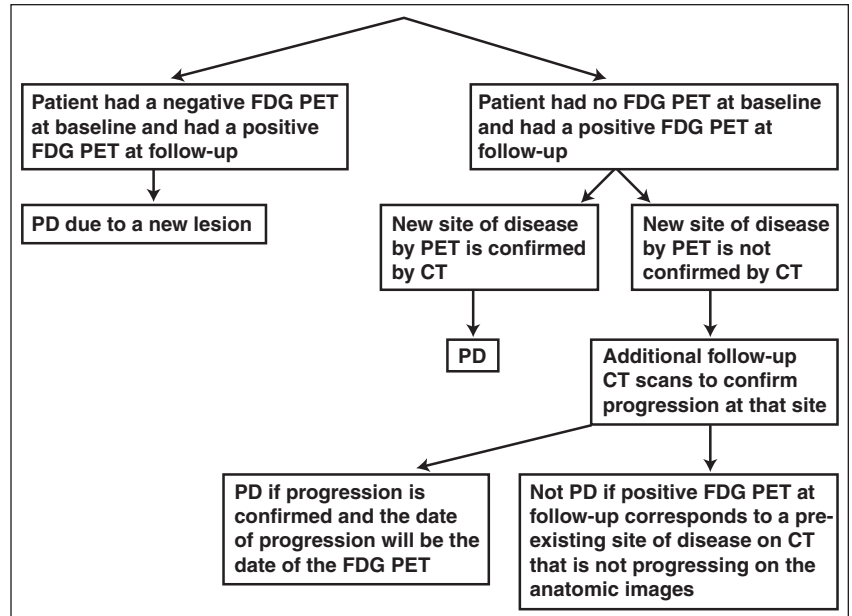 Patient had a negative FDG PET
at baseline and had a positive
FDG PET at follow-up
Patient had no FDG PET at baseline
and had a positive FDG PET at
follow-up
PD due to a new lesion
New site of disease
by PET is confirmed
by CT
New site of disease
by PET is not
confirmed by CT
PD
Additional follow-up
CT scans to confirm
progression at that site
PD if progression is
confirmed and the date
of progression will be the
date of the FDG PET
Not PD if positive FDG PET at
follow-up corresponds to a pre-
existing site of disease on CT
that is not progressing on the
anatomic images